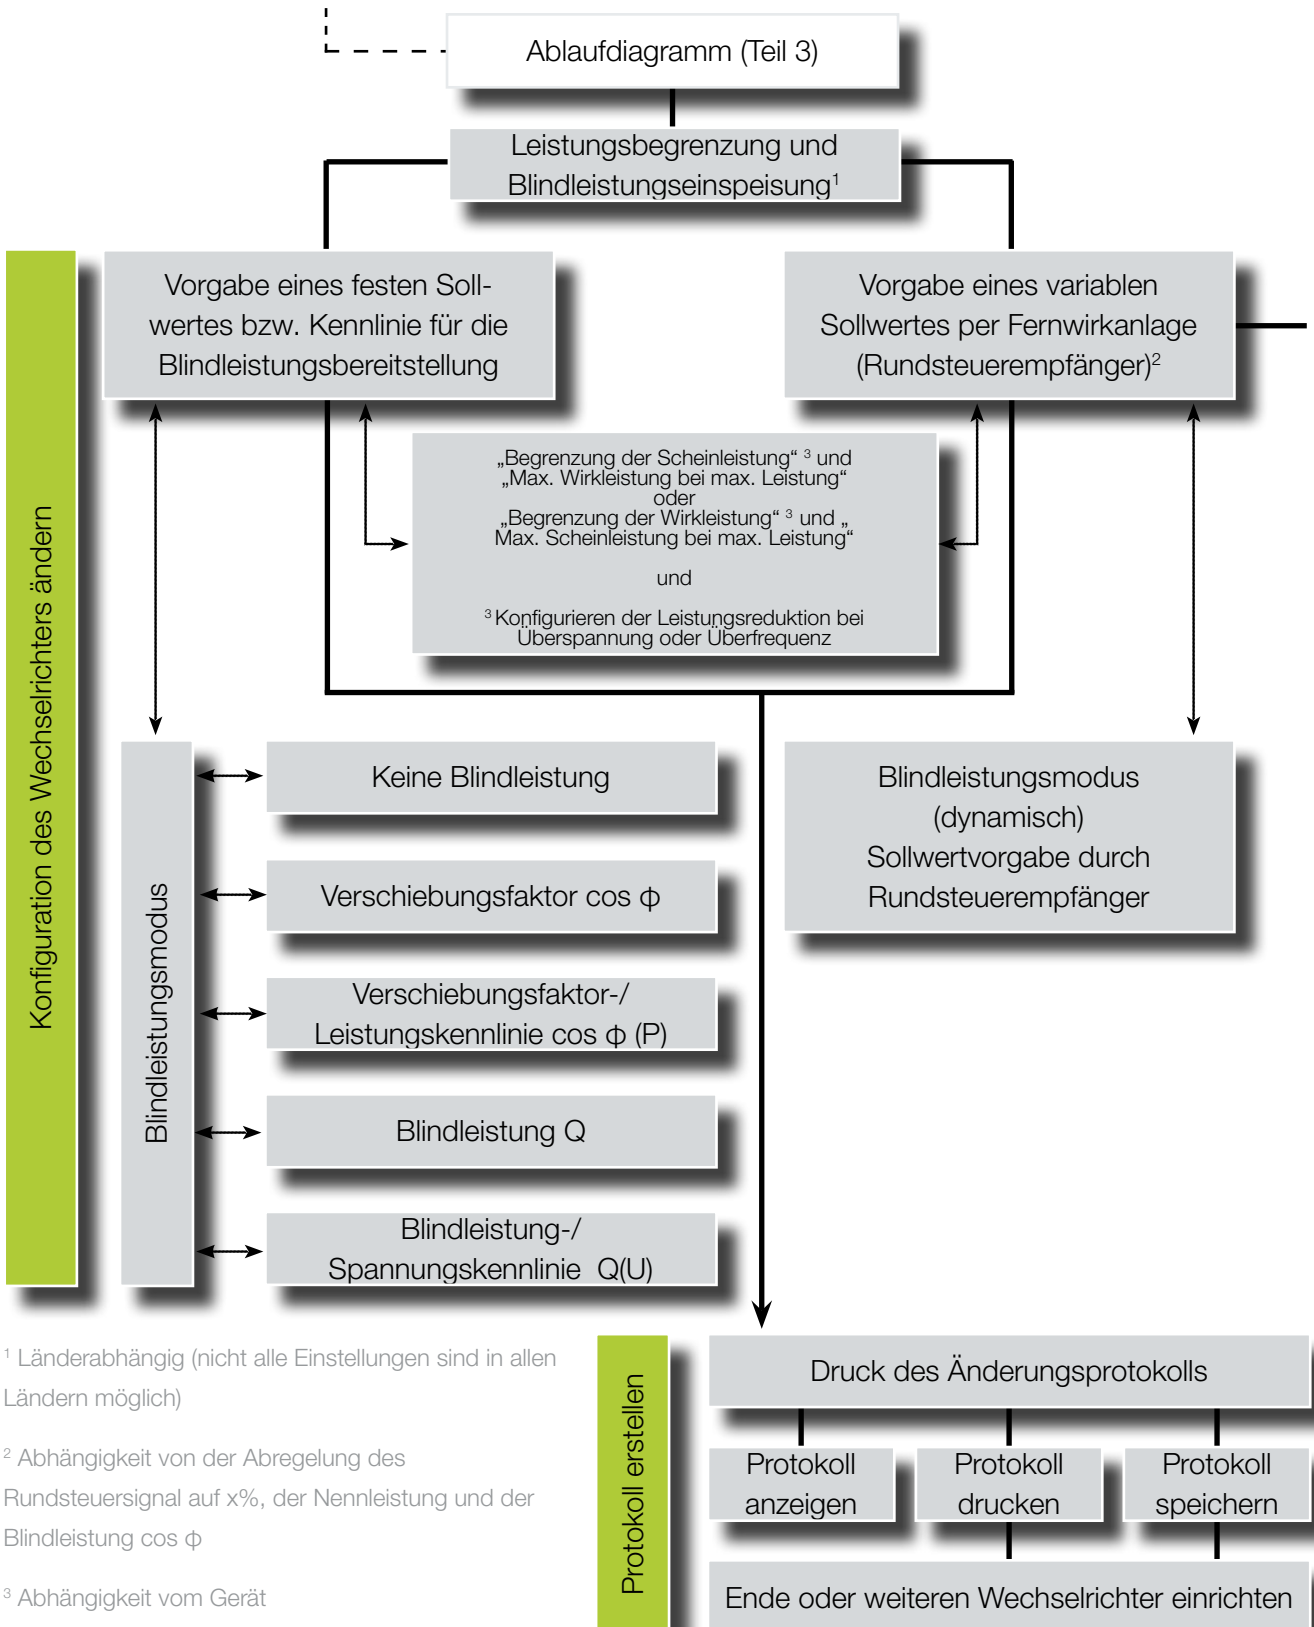 Ablaufdiagramm (Teil 3)
Leistungsbegrenzung und
Blindleistungseinspeisung¹
Konfiguration des Wechselrichters ändern
Vorgabe eines festen Soll-
wertes bzw. Kennlinie für die
Blindleistungsbereitstellung
Vorgabe eines variablen
Sollwertes per Fernwirkanlage
(Rundsteuerempfänger)²
„Begrenzung der Scheinleistung“ ³ und
„Max. Wirkleistung bei max. Leistung“
oder
„Begrenzung der Wirkleistung“ ³ und „
Max. Scheinleistung bei max. Leistung“
und
³ Konfigurieren der Leistungsreduktion bei
Überspannung oder Überfrequenz
Blindleistungsmodus
Keine Blindleistung
Verschiebungsfaktor cos φ
Verschiebungsfaktor-/
Leistungskennlinie cos φ (P)
Blindleistung Q
Blindleistung-/
Spannungskennlinie Q(U)
Blindleistungsmodus
(dynamisch)
Sollwertvorgabe durch
Rundsteuerempfänger
¹ Länderabhängig (nicht alle Einstellungen sind in allen
Ländern möglich)
² Abhängigkeit von der Abregelung des
Rundsteuersignal auf x%, der Nennleistung und der
Blindleistung cos φ
³ Abhängigkeit vom Gerät
Protokoll erstellen
Druck des Änderungsprotokolls
Protokoll
anzeigen
Protokoll
drucken
Protokoll
speichern
Ende oder weiteren Wechselrichter einrichten